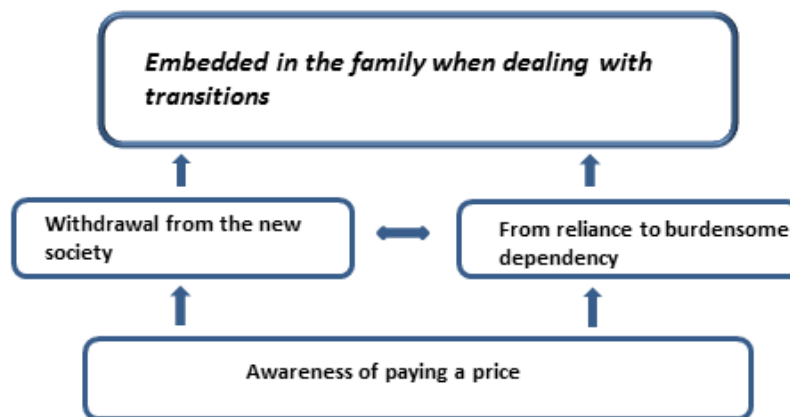 Embedded in the family when dealing with
transitions
Withdrawal from the new
society
From reliance to burdensome
dependency
Awareness of paying a price